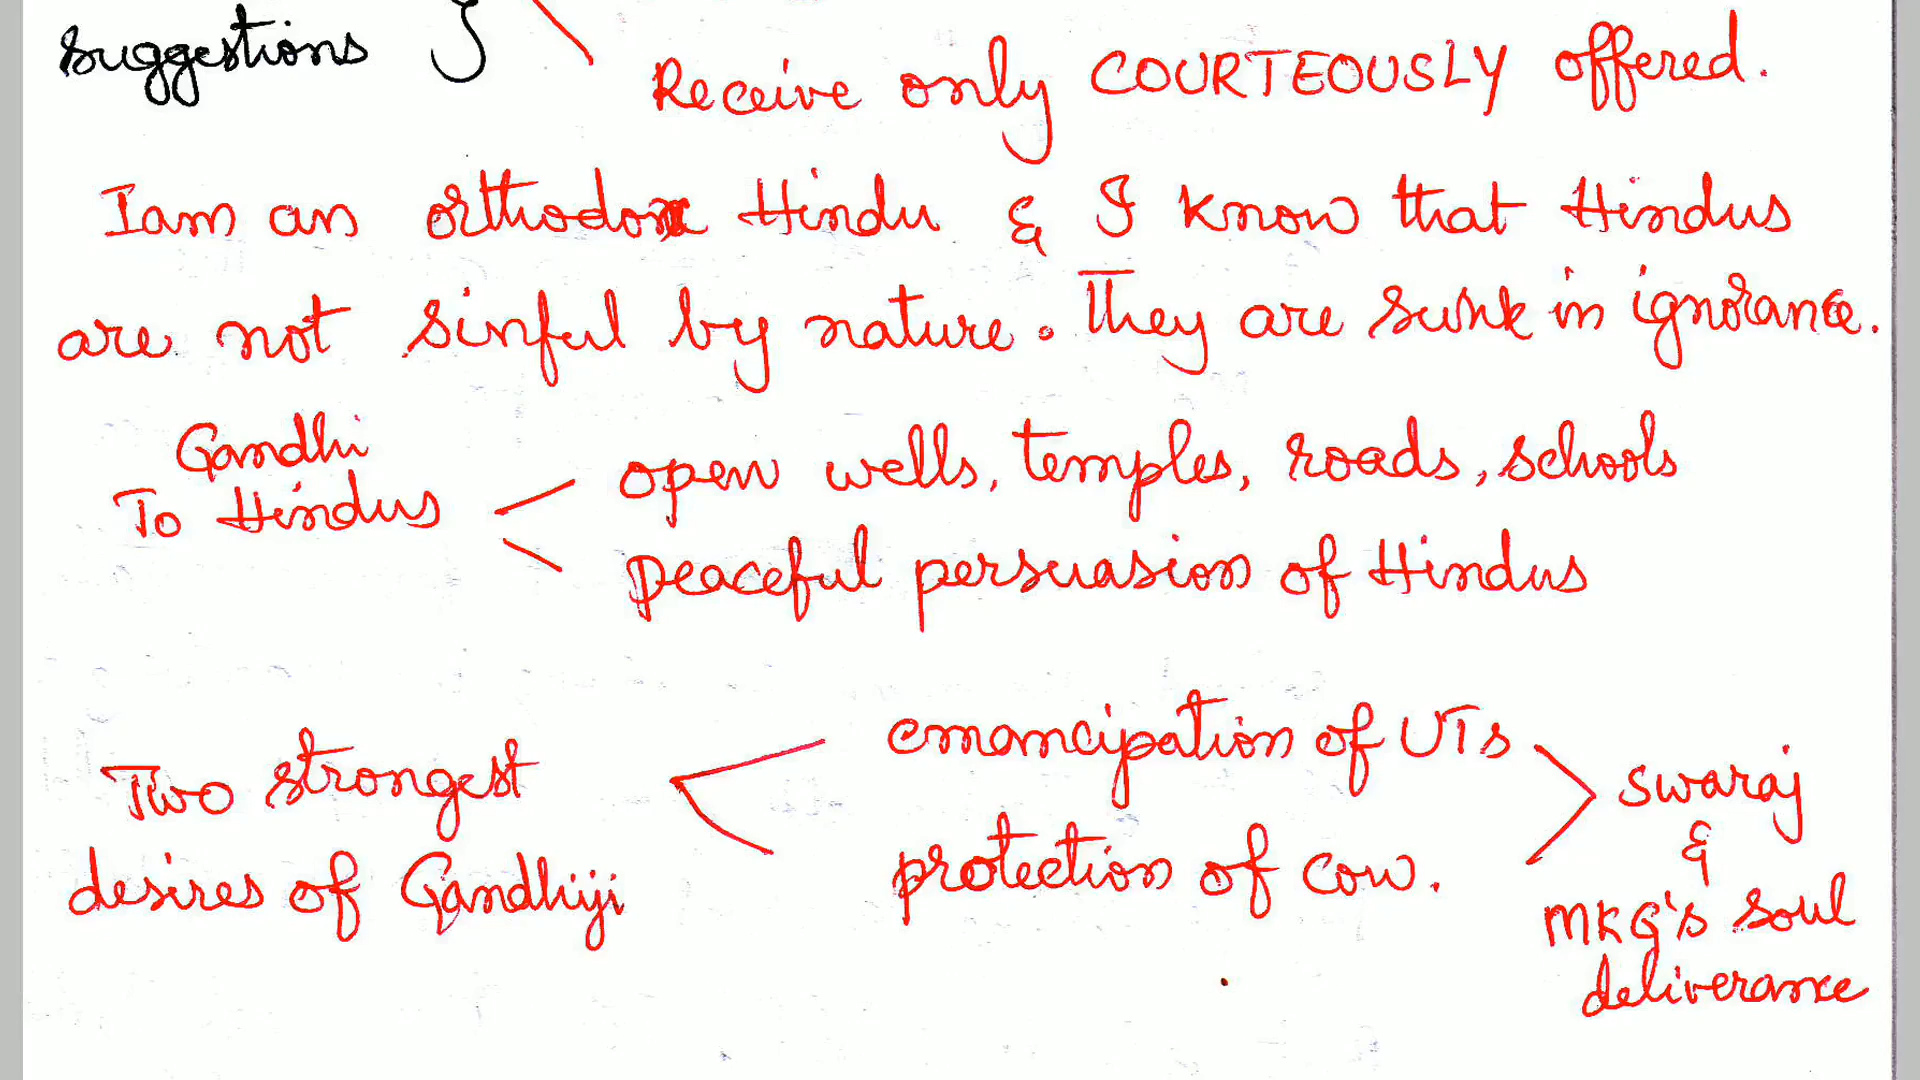 suggestions }
Receive only COURTEOUSLY offered.
I am an orthodox Hindu & I know that Hindus
are not sinful by nature. They are sunk in ignorance.
Gandhi
To Hindus
open wells, temples, roads, schools
peaceful persuasion of Hindus
Two strongest
desires of Gandhiji
emancipation of UTs
protection of cow.
swaraj
&
MKG's soul
deliverance